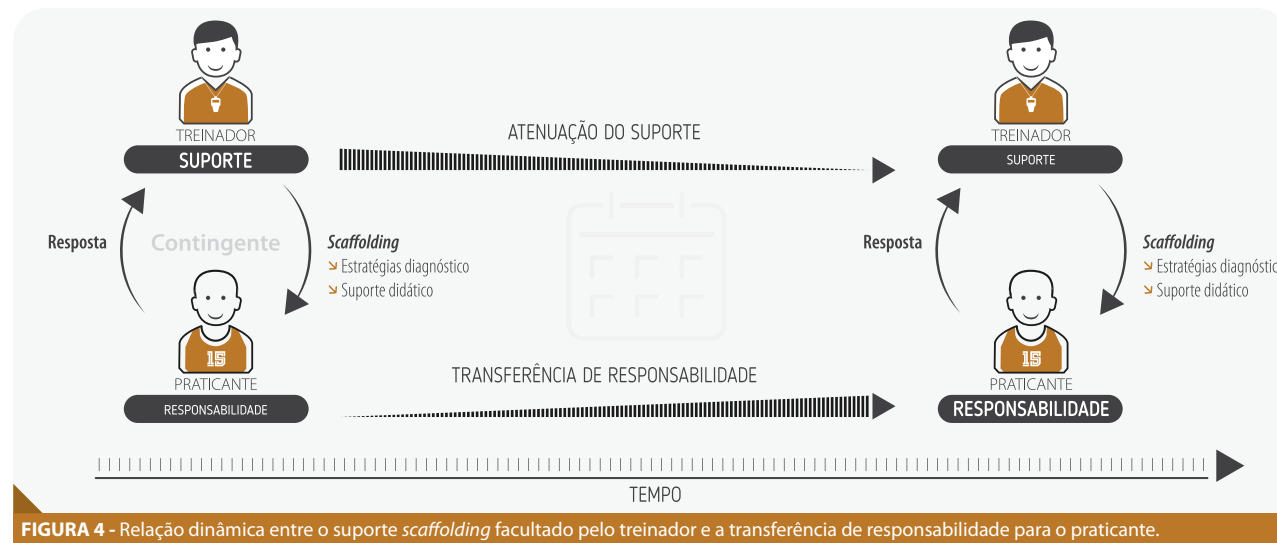 TREINADOR
SUPORTE
ATENUAÇÃO DO SUPORTE
TREINADOR
SUPORTE
Resposta
Contingente
Scaffolding
Estratégias diagnóstico
Suporte didático
Resposta
Scaffolding
Estratégias diagnóstic
Suporte didático
15
PRATICANTE
RESPONSABILIDADE
TRANSFERÊNCIA DE RESPONSABILIDADE
15
PRATICANTE
RESPONSABILIDADE
TEMPO
FIGURA 4 - Relação dinâmica entre o suporte scaffolding facultado pelo treinador e a transferência de responsabilidade para o praticante.